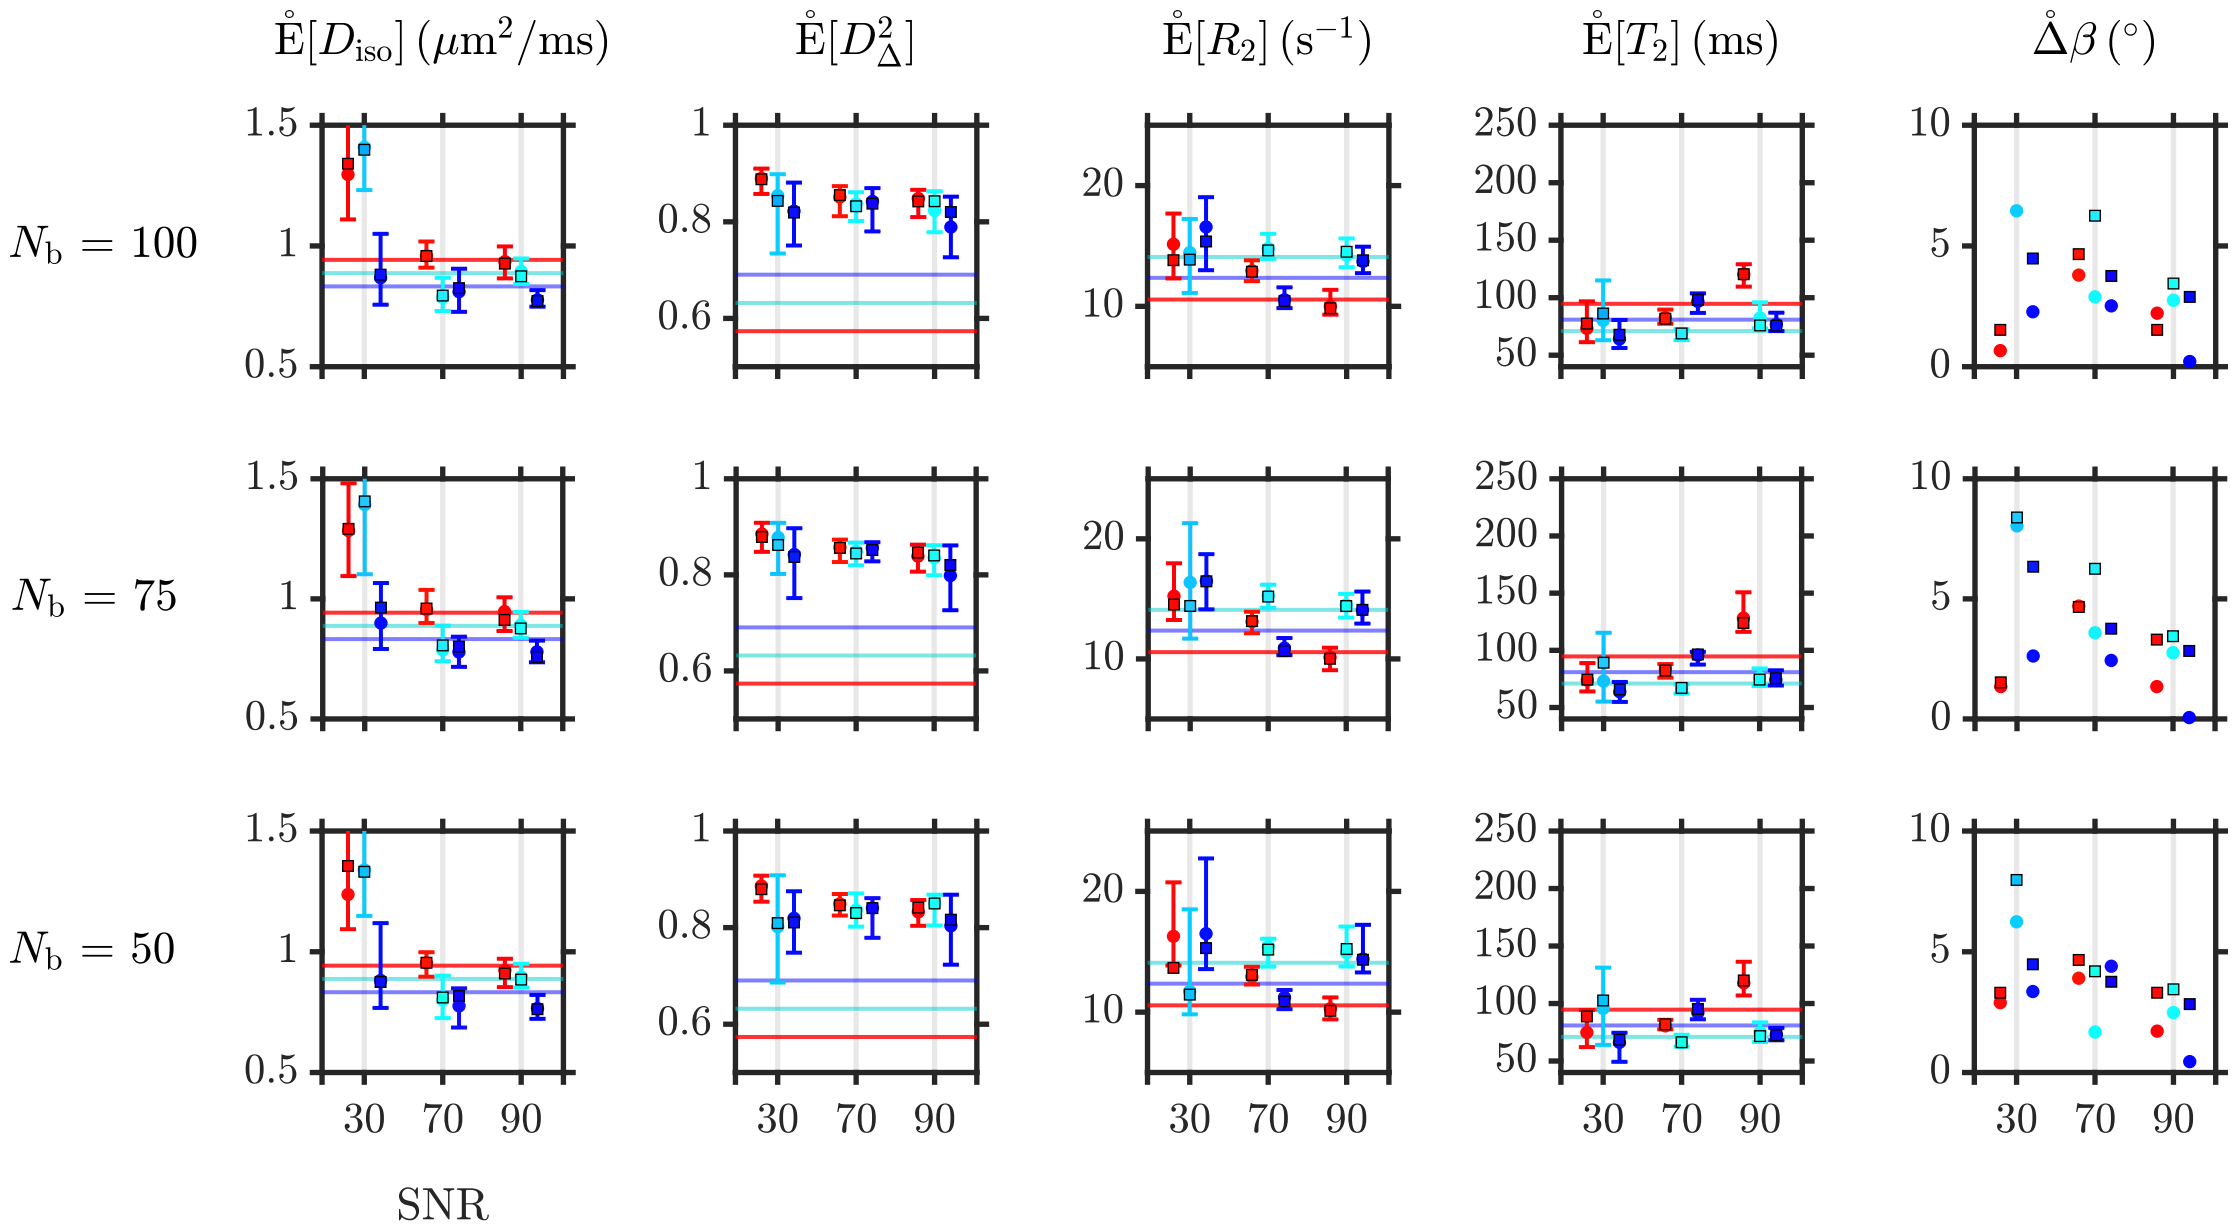 E̊[D_iso] (μm²/ms) E̊[D_Δ²] E̊[R₂] (s⁻¹) E̊[T₂] (ms) Δ̊β (°)
1.5 1 20 250 10
N_b = 100 1 0.8 10 200 5
0.5 0.6 150 0
100
50
1.5 1 20 250 10
N_b = 75 1 0.8 10 200 5
0.5 0.6 150 0
100
50
1.5 1 20 250 10
N_b = 50 1 0.8 10 200 5
0.5 0.6 150 0
100
50
30 70 90 30 70 90 30 70 90 30 70 90 30 70 90
SNR